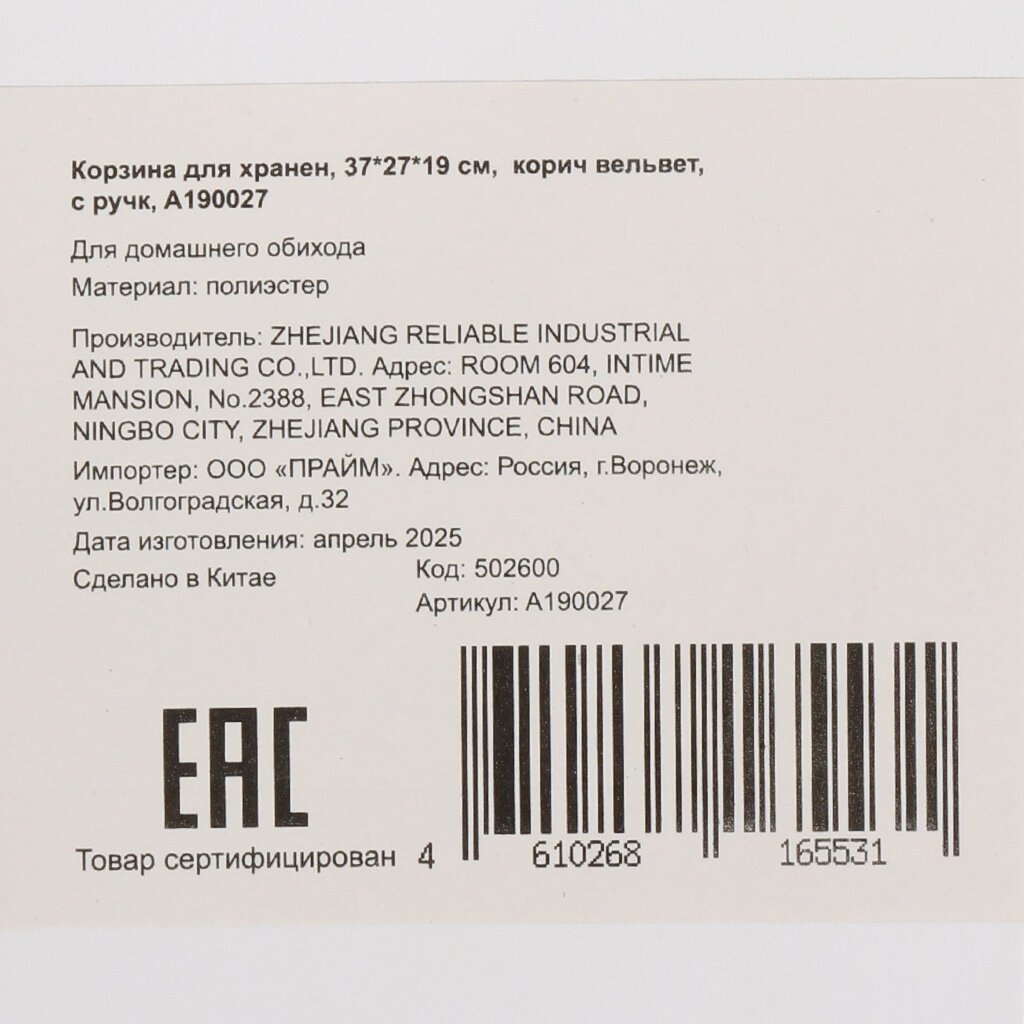 Корзина для хранен, 37*27*19 см, корич вельвет,
с ручк, А190027
Для домашнего обихода
Материал: полиэстер
Производитель: ZHEJIANG RELIABLE INDUSTRIAL
AND TRADING CO.,LTD. Адрес: ROOM 604, INTIME
MANSION, No.2388, EAST ZHONGSHAN ROAD,
NINGBO CITY, ZHEJIANG PROVINCE, CHINA
Импортер: ООО «ПРАЙМ». Адрес: Россия, г.Воронеж,
ул.Волгоградская, д.32
Дата изготовления: апрель 2025
Сделано в Китае
Код: 502600
Артикул: А190027
EAC
Товар сертифицирован
4 610268 165531